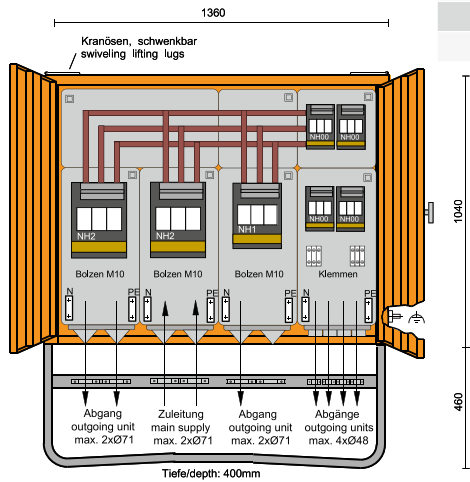 1360
Kranösen, schwenkbar
swiveling lifting lugs
NH00 NH00
NH2 NH2 NH1 NH00 NH00
Bolzen M10 Bolzen M10 Bolzen M10 Klemmen
N PE N PE N PE N PE
1040
460
Abgang
outgoing unit
max. 2xØ71
Zuleitung
main supply
max. 2xØ71
Abgang
outgoing unit
max. 2xØ71
Abgänge
outgoing units
max. 4xØ48
Tiefe/depth: 400mm